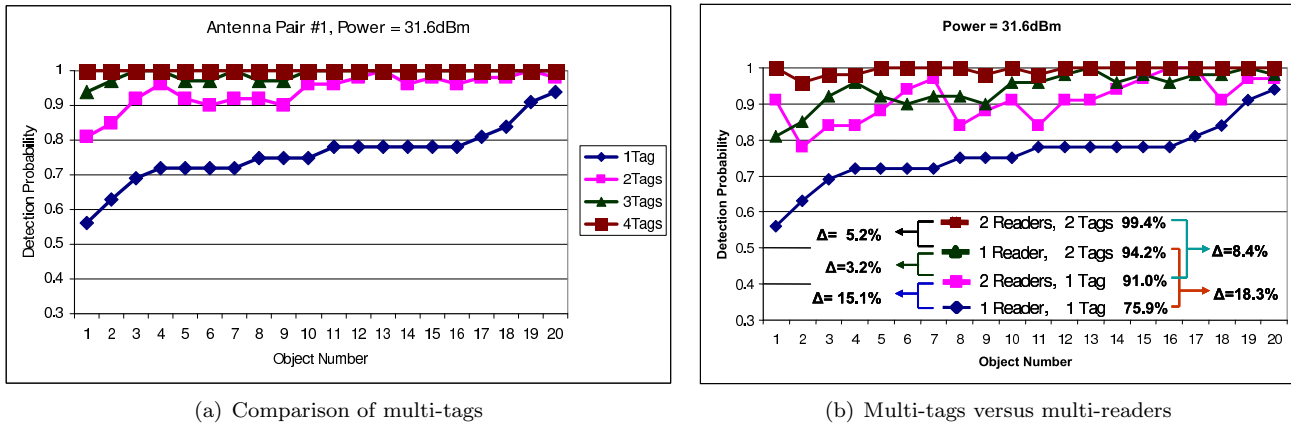 Antenna Pair #1, Power = 31.6dBm
Detection Probability
1
0.9
0.8
0.7
0.6
0.5
0.4
0.3
1 2 3 4 5 6 7 8 9 10 11 12 13 14 15 16 17 18 19 20
Object Number
1Tag
2Tags
3Tags
4Tags
(a) Comparison of multi-tags
Power = 31.6dBm
Detection Probability
1
0.9
0.8
0.7
0.6
0.5
0.4
0.3
Δ= 5.2%
Δ=3.2%
Δ= 15.1%
2 Readers, 2 Tags 99.4%
1 Reader, 2 Tags 94.2%
2 Readers, 1 Tag 91.0%
1 Reader, 1 Tag 75.9%
Δ=8.4%
Δ=18.3%
1 2 3 4 5 6 7 8 9 10 11 12 13 14 15 16 17 18 19 20
Object Number
(b) Multi-tags versus multi-readers